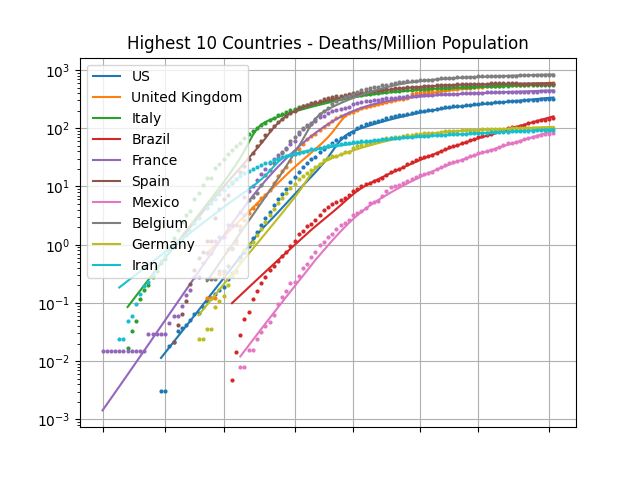 Highest 10 Countries - Deaths/Million Population
10³
10²
10¹
10⁰
10⁻¹
10⁻²
10⁻³
US
United Kingdom
Italy
Brazil
France
Spain
Mexico
Belgium
Germany
Iran